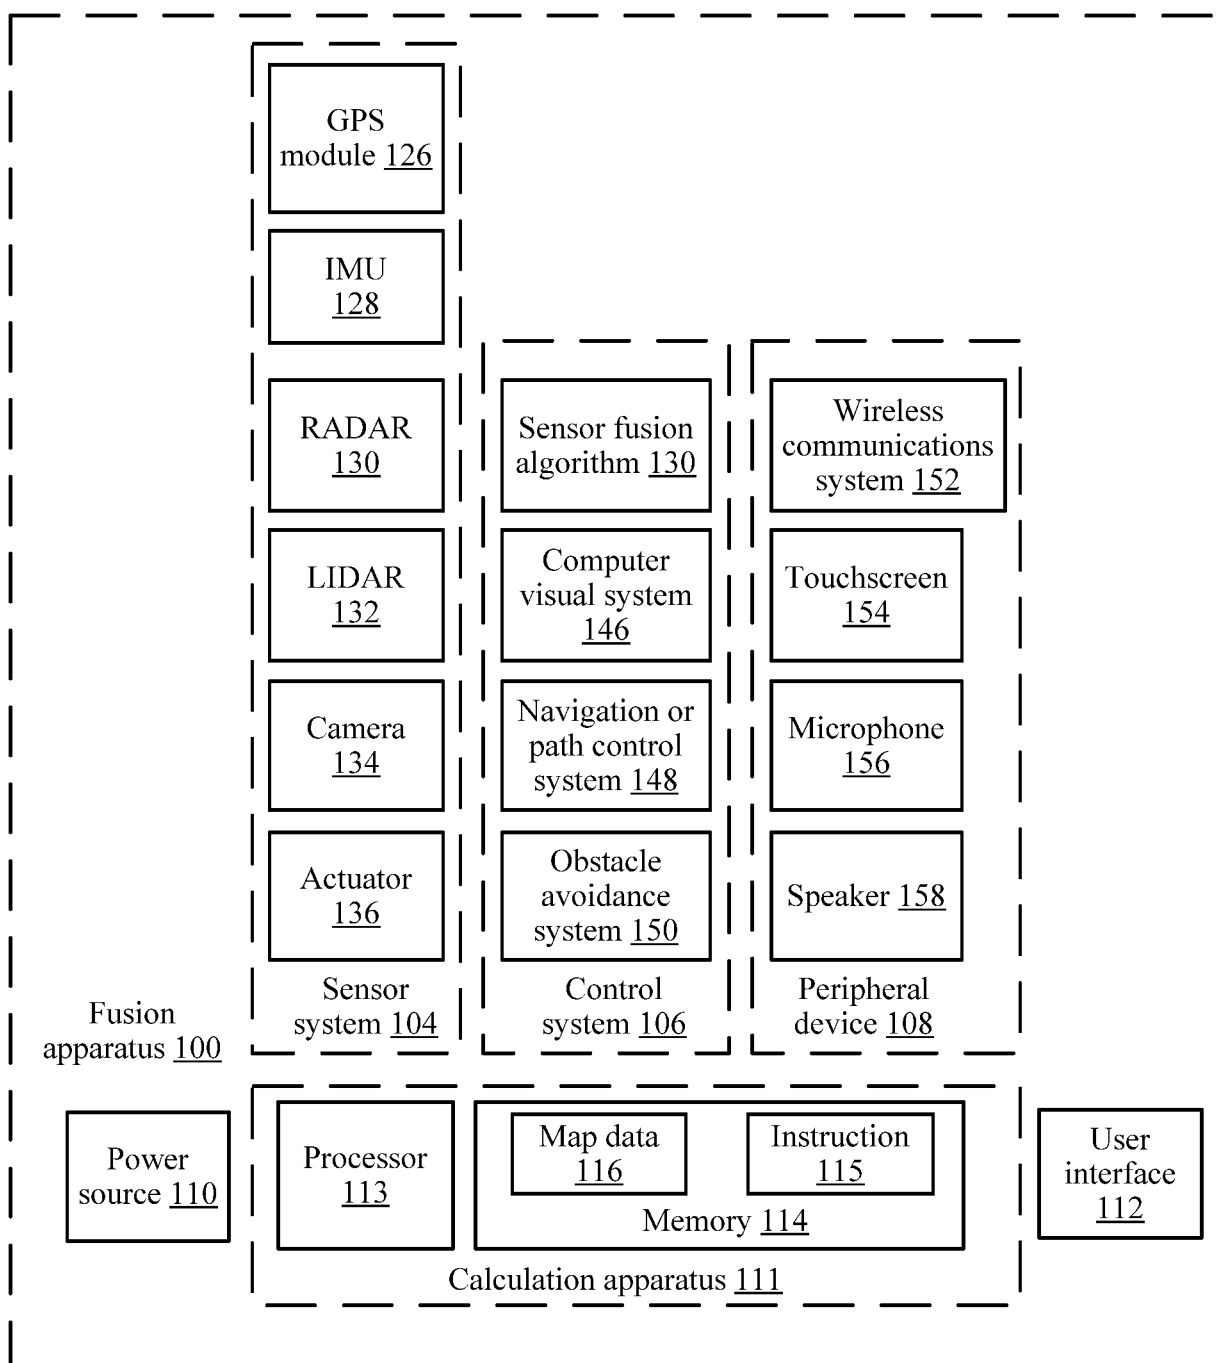 GPS
module 126
IMU
128
RADAR
130
LIDAR
132
Camera
134
Actuator
136
Sensor
system 104
Sensor fusion
algorithm 130
Computer
visual system
146
Navigation or
path control
system 148
Obstacle
avoidance
system 150
Control
system 106
Wireless
communications
system 152
Touchscreen
154
Microphone
156
Speaker 158
Peripheral
device 108
Fusion
apparatus 100
Power
source 110
Processor
113
Map data
116
Instruction
115
Memory 114
Calculation apparatus 111
User
interface
112